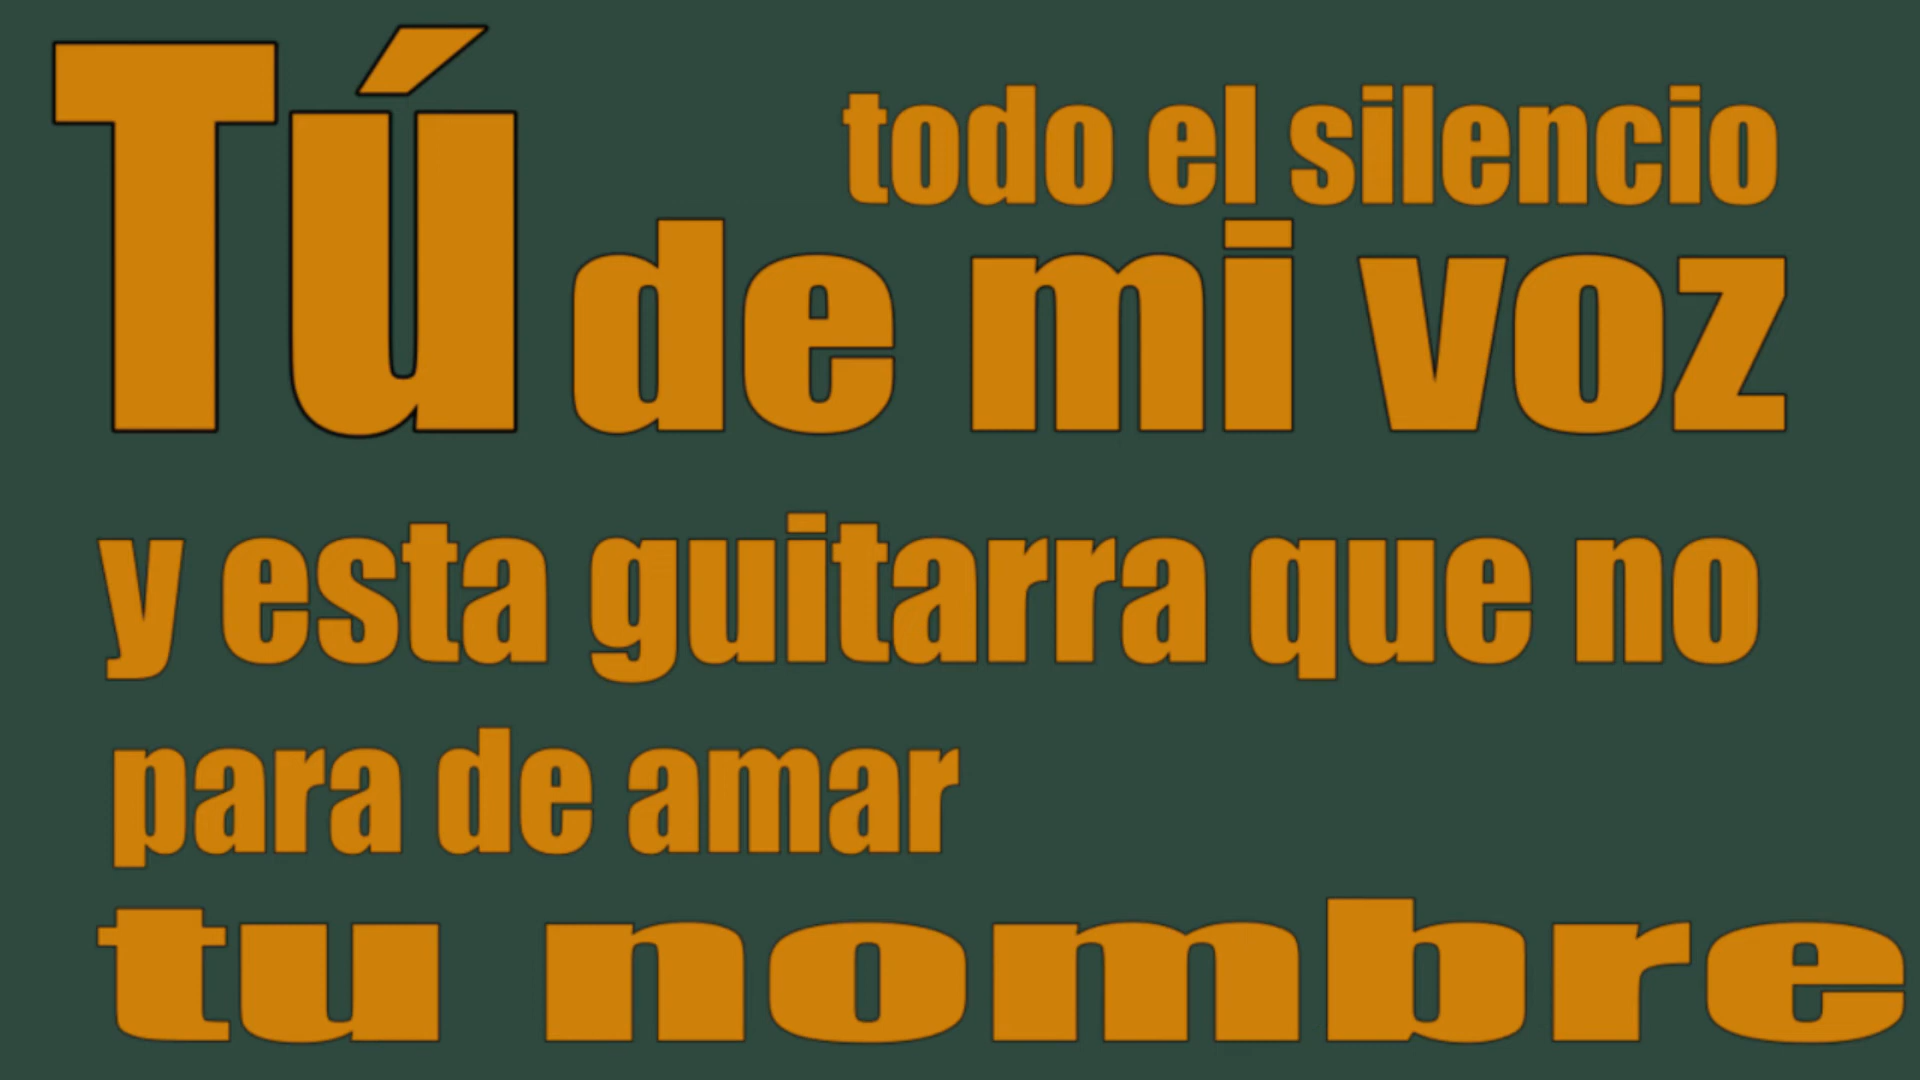 Tú todo el silencio
de mi voz
y esta guitarra que no
para de amar
tu nombre